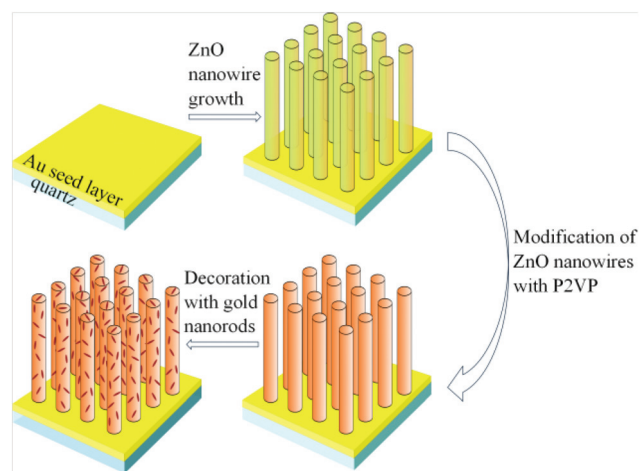 ZnO
nanowire
growth
Au seed layer
quartz
Modification of
ZnO nanowires
with P2VP
Decoration
with gold
nanorods